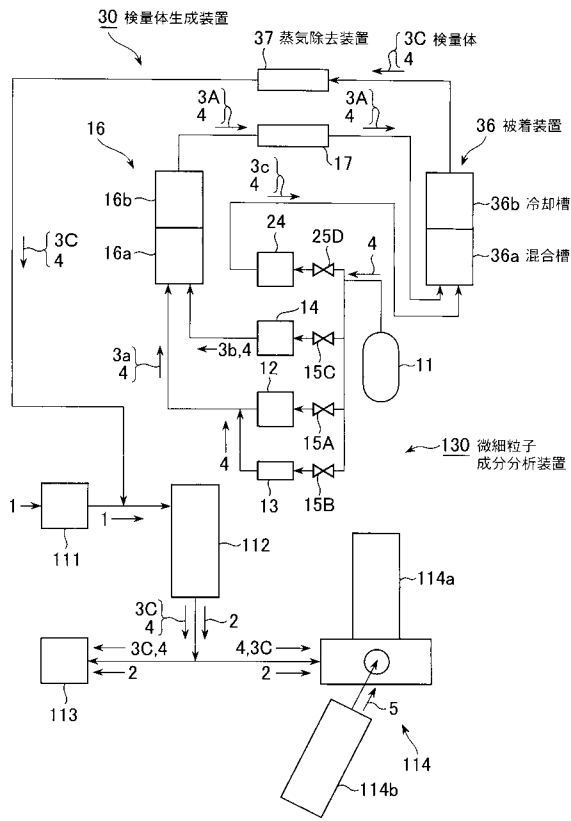 30 検量体生成装置
37 蒸気除去装置
3C 検量体
4
3A
4
3A
4
16
17
36 被着装置
3c
4
16b
16a
24
25D
4
36b 冷却槽
36a 混合槽
3C
4
14
3b,4
15C
11
3a
4
12
15A
4
13
15B
130 微細粒子
成分分析装置
1
1
111
112
114a
3C
4
2
3C,4
4,3C
2
2
113
5
114
114b